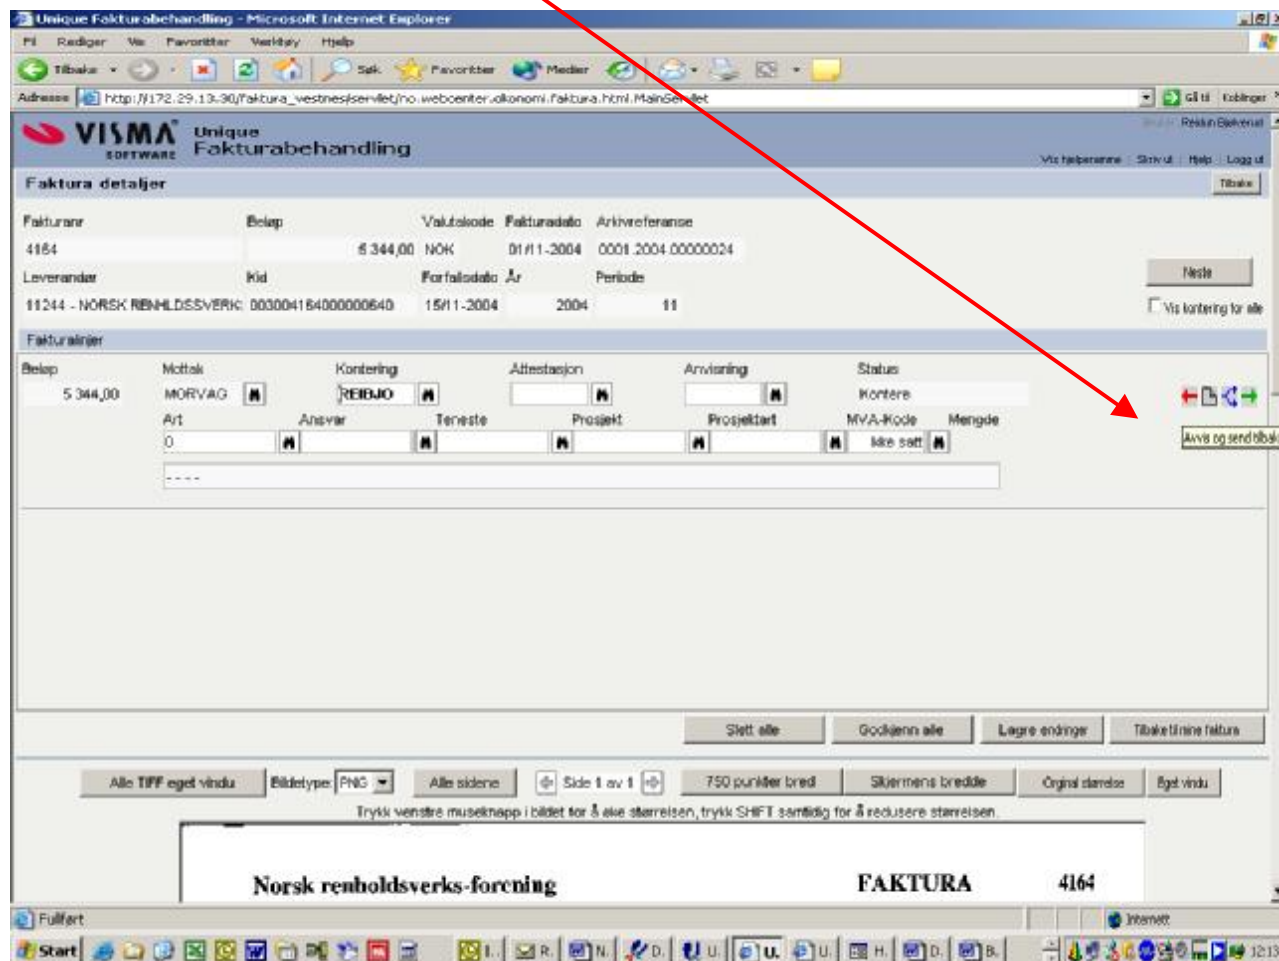 Unique Fakturabehandling - Microsoft Internet Explorer
Fil Rediger Vis Favoritter Verktøy Hjelp
Tilbake Søk Favoritter Medier
Adresse http://172.29.13.30/faktura_vestnes/servlet/no.webcenter.okonomi.faktura.html.MainServlet Gå til Koblinger
VISMA SOFTWARE Unique Fakturabehandling
Vis hjelperamme Skriv ut Hjelp Logg ut
Faktura detaljer Tilbake
Fakturanr Beløp Valutakode Fakturadato Arkivreferanse
4164 5 344,00 NOK 01/11-2004 0001.2004.00000024
Leverandør Kid Forfallsdato År Periode Neste
11244 - NORSK RENHLDSSVERK: 003004164000000640 15/11-2004 2004 11 Vis kontering for alle
Fakturalinjer
Beløp Mottak Kontering Attestasjon Anvisning Status
5 344,00 MORVAG REIBJO Kontere
Art Ansvar Teneste Prosjekt Prosjektart MVA-Kode Mengde
0 Ikke satt Avvis og send tilbak
- - - -
Slett alle Godkjenn alle Lagre endringer Tilbake til mine faktura
Alle TIFF eget vindu Bildetype: PNG Alle sidene Side 1 av 1 750 punkter bred Skjermens bredde Orginal størrelse Eget vindu
Trykk venstre museknapp i bildet for å øke størrelsen, trykk SHIFT samtidig for å redusere størrelsen.
Norsk renholdsverks-forening FAKTURA 4164
Fullført Internett
Start I.. R. N. D. U. U. U. H. D. B. 12:13